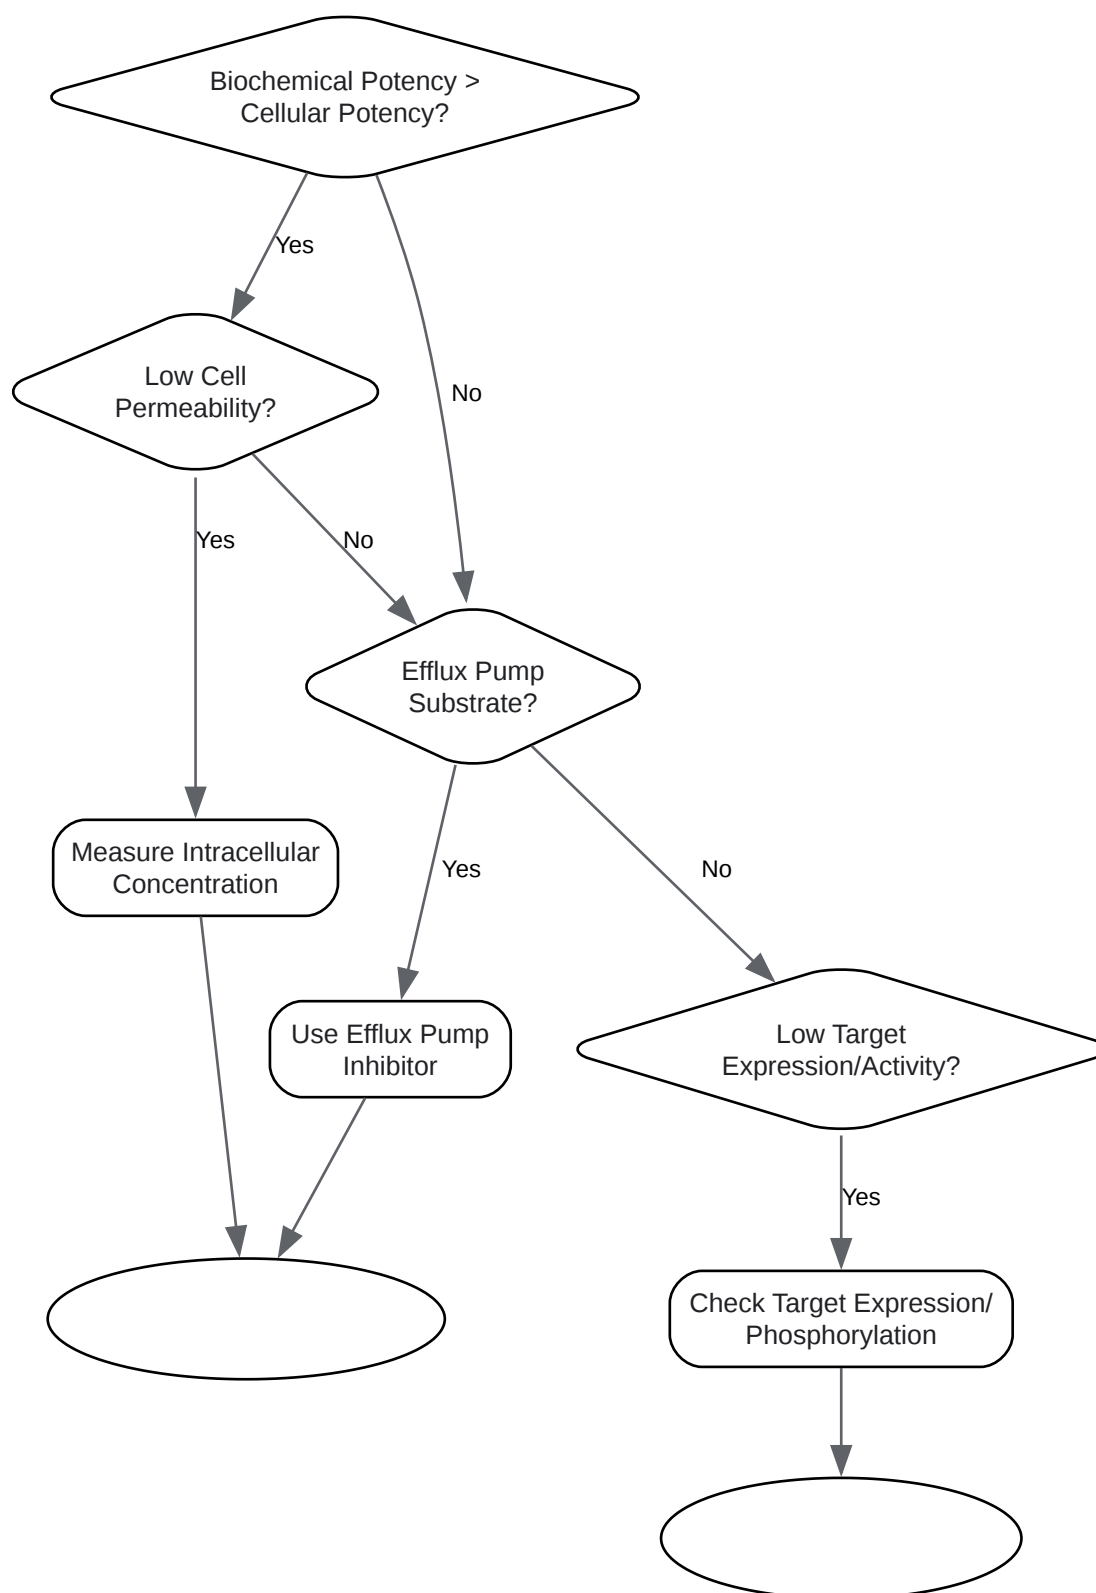 Biochemical Potency >
Cellular Potency?
Yes
Low Cell
Permeability?
No
Yes
No
Efflux Pump
Substrate?
Measure Intracellular
Concentration
Yes
No
Use Efflux Pump
Inhibitor
Low Target
Expression/Activity?
Yes
Check Target Expression/
Phosphorylation